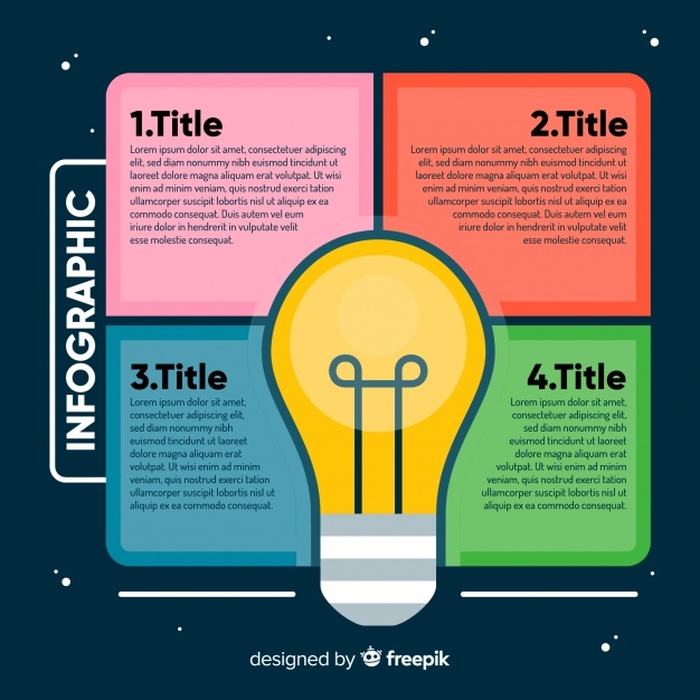 INFOGRAPHIC
1.Title
Lorem ipsum dolor sit amet, consectetuer adipiscing
elit, sed diam nonummy nibh euismod tincidunt ut
laoreet dolore magna aliquam erat volutpat. Ut wisi
enim ad minim veniam, quis nostrud exerci tation
ullamcorper suscipit lobortis nisl ut aliquip ex ea
commodo consequat. Duis autem vel eum
iriure dolor in hendrerit in vulputate velit
esse molestie consequat.
2.Title
Lorem ipsum dolor sit amet, consectetuer adipiscing
elit, sed diam nonummy nibh euismod tincidunt ut
laoreet dolore magna aliquam erat volutpat. Ut wisi
enim ad minim veniam, quis nostrud exerci tation
ullamcorper suscipit lobortis nisl ut aliquip ex ea
commodo consequat. Duis autem vel eum
iriure dolor in hendrerit in vulputate velit
esse molestie consequat.
3.Title
Lorem ipsum dolor sit amet,
consectetuer adipiscing elit,
sed diam nonummy nibh
euismod tincidunt ut laoreet
dolore magna aliquam erat
volutpat. Ut wisi enim ad minim
veniam, quis nostrud exerci tation
ullamcorper suscipit lobortis nisl ut
aliquip ex ea commodo consequat.
4.Title
Lorem ipsum dolor sit amet,
consectetuer adipiscing elit,
sed diam nonummy nibh
euismod tincidunt ut laoreet
dolore magna aliquam erat
volutpat. Ut wisi enim ad minim
veniam, quis nostrud exerci tation
ullamcorper suscipit lobortis nisl ut
aliquip ex ea commodo consequat.
designed by freepik